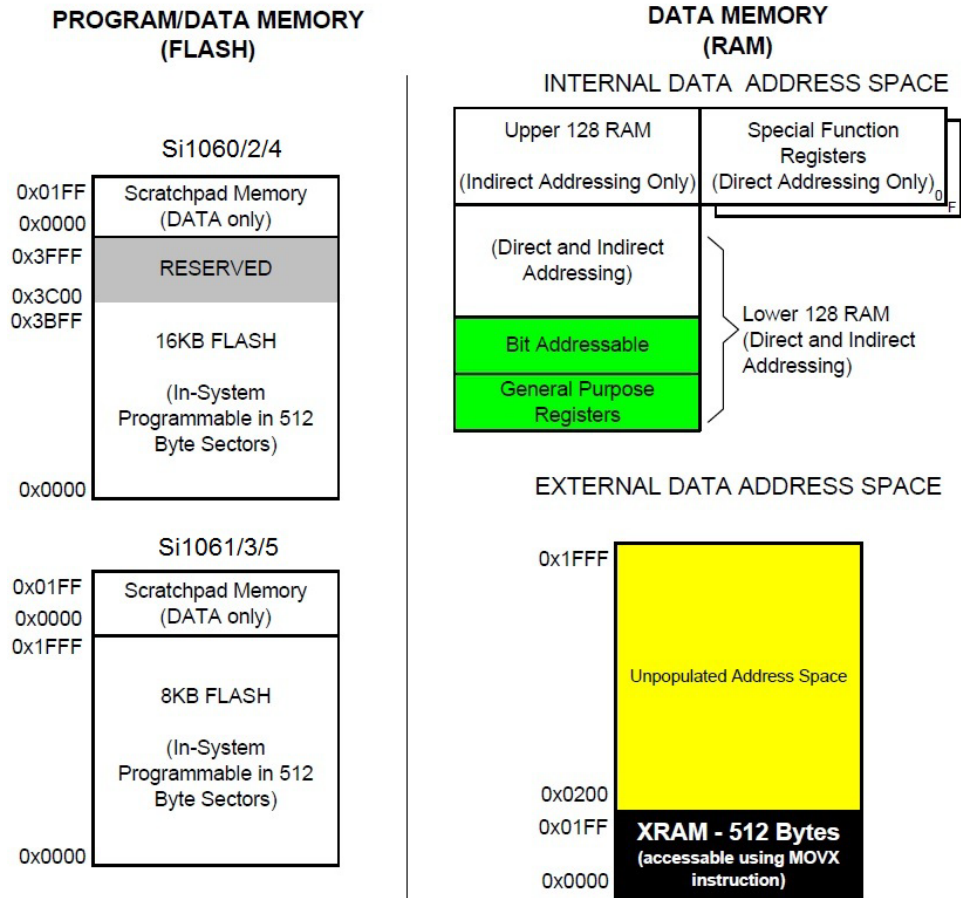 PROGRAM/DATA MEMORY
(FLASH)
Si1060/2/4
0x01FF
Scratchpad Memory
(DATA only)
0x0000
0x3FFF
RESERVED
0x3C00
0x3BFF
16KB FLASH
(In-System
Programmable in 512
Byte Sectors)
0x0000
Si1061/3/5
0x01FF
Scratchpad Memory
(DATA only)
0x0000
0x1FFF
8KB FLASH
(In-System
Programmable in 512
Byte Sectors)
0x0000
DATA MEMORY
(RAM)
INTERNAL DATA ADDRESS SPACE
Upper 128 RAM
(Indirect Addressing Only)
Special Function
Registers
(Direct Addressing Only)
0
F
(Direct and Indirect
Addressing)
Bit Addressable
General Purpose
Registers
Lower 128 RAM
(Direct and Indirect
Addressing)
EXTERNAL DATA ADDRESS SPACE
0x1FFF
Unpopulated Address Space
0x0200
0x01FF
XRAM - 512 Bytes
(accessable using MOVX
instruction)
0x0000